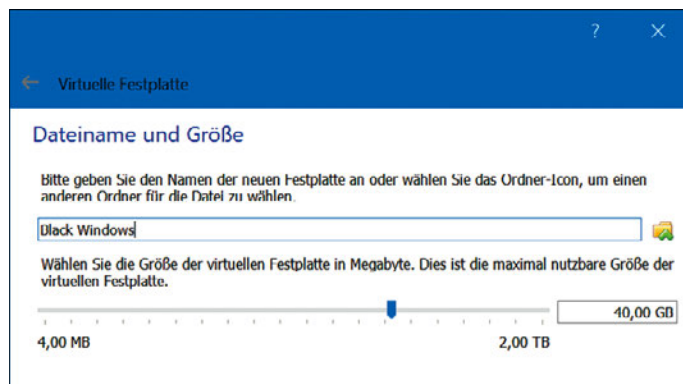 ?
Virtuelle Festplatte
Dateiname und Größe
Bitte geben Sie den Namen der neuen Festplatte an oder wählen Sie das Ordner-Icon, um einen
anderen Ordner für die Datei zu wählen.
Black Windows
Wählen Sie die Größe der virtuellen Festplatte in Megabyte. Dies ist die maximal nutzbare Größe der
virtuellen Festplatte.
40,00 GB
4,00 MB 2,00 TB